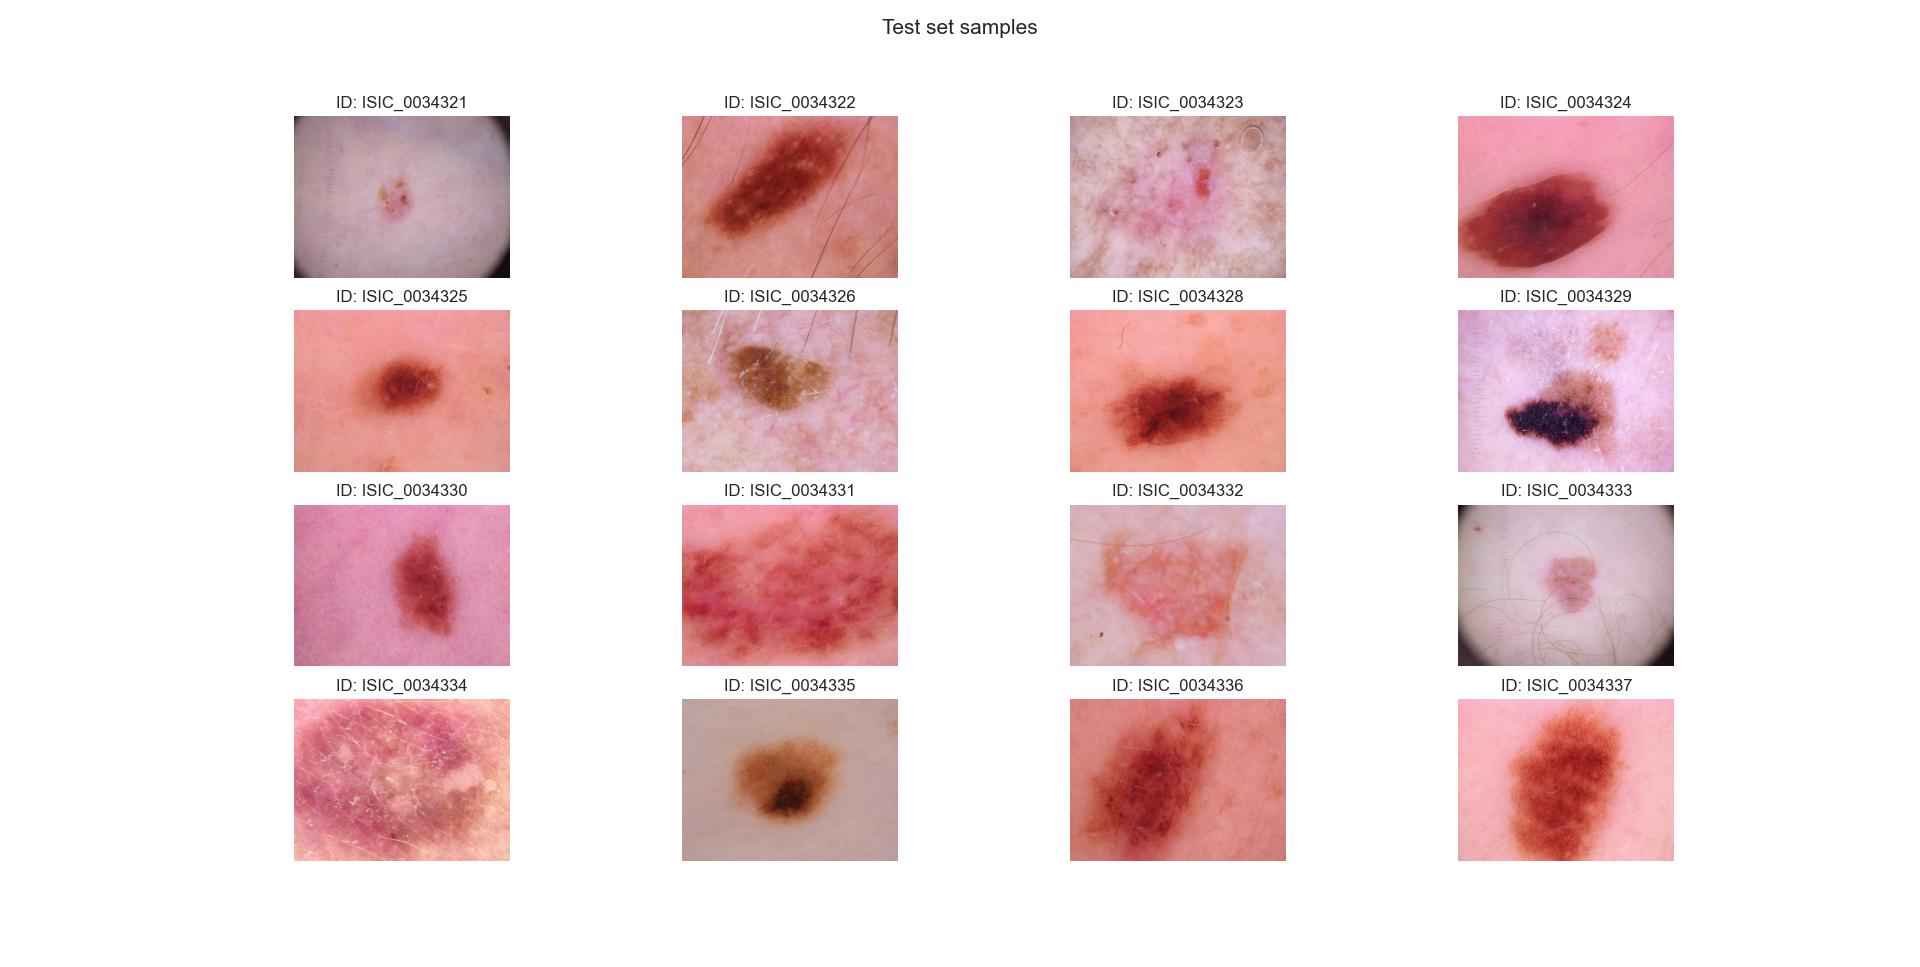 Test set samples
ID: ISIC_0034321
ID: ISIC_0034322
ID: ISIC_0034323
ID: ISIC_0034324
ID: ISIC_0034325
ID: ISIC_0034326
ID: ISIC_0034328
ID: ISIC_0034329
ID: ISIC_0034330
ID: ISIC_0034331
ID: ISIC_0034332
ID: ISIC_0034333
ID: ISIC_0034334
ID: ISIC_0034335
ID: ISIC_0034336
ID: ISIC_0034337